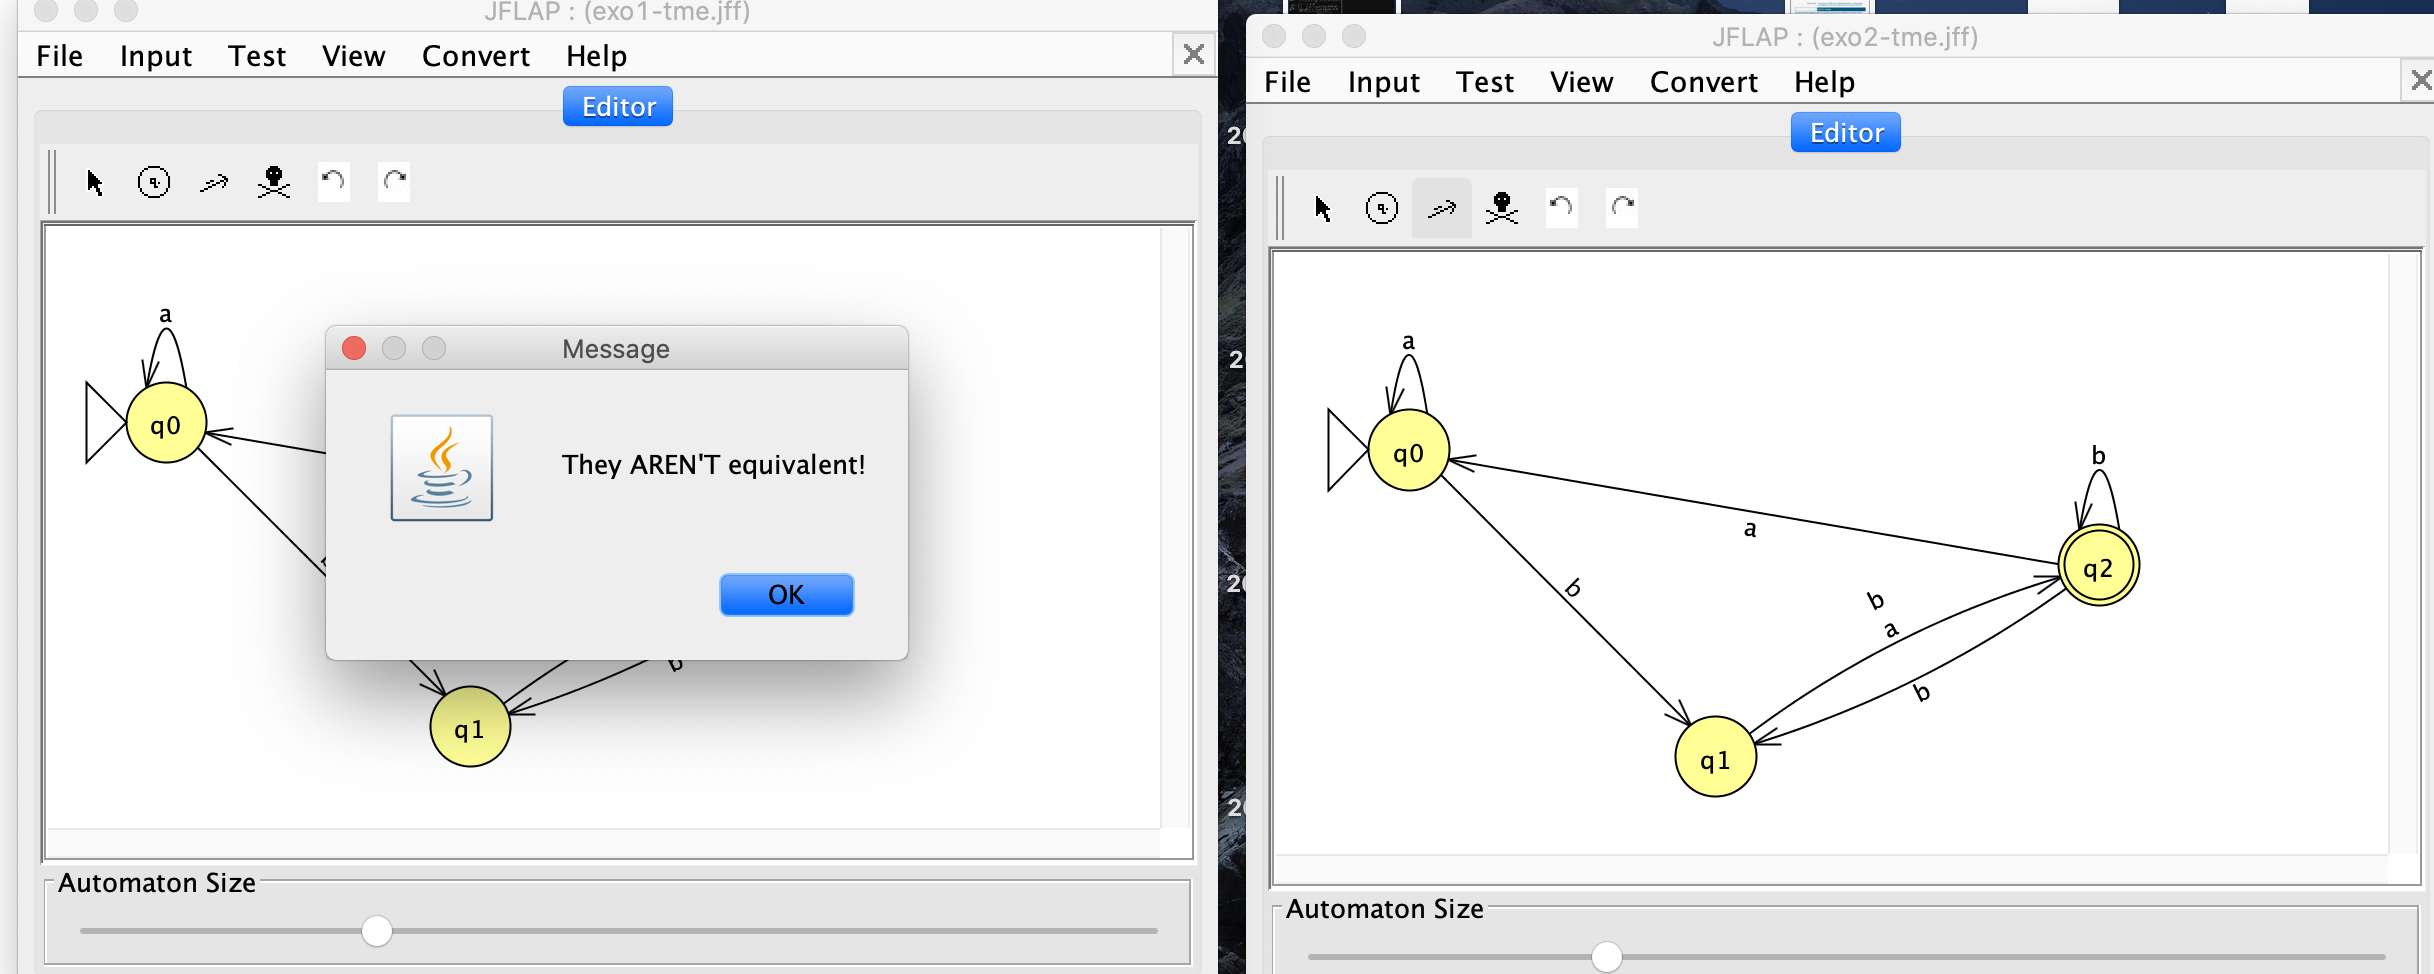 JFLAP : (exo1-tme.jff)
File Input Test View Convert Help
Editor
a
q0
b
q1
Message
They AREN'T equivalent!
OK
Automaton Size
JFLAP : (exo2-tme.jff)
File Input Test View Convert Help
Editor
a
q0
a
b
b
q2
b
a
b
q1
Automaton Size